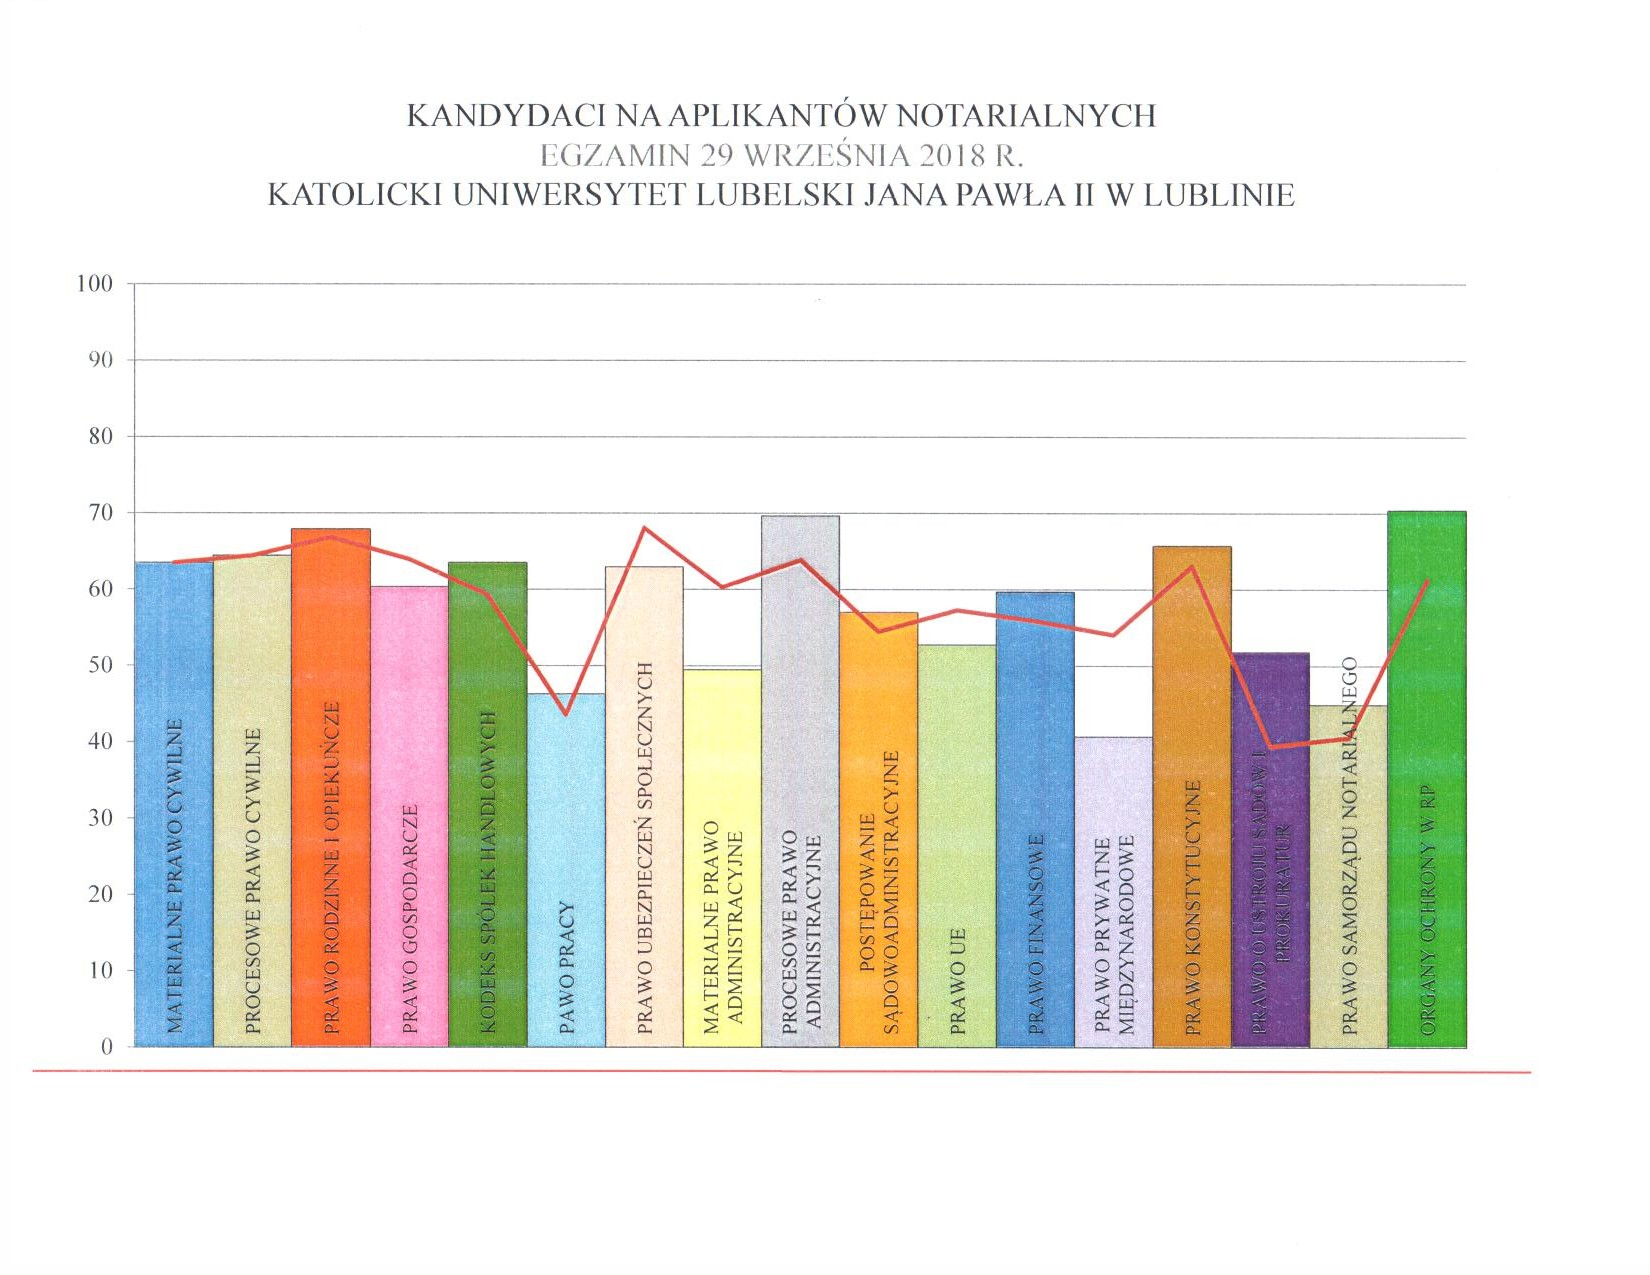 KANDYDACI NA APLIKANTÓW NOTARIALNYCH
EGZAMIN 29 WRZEŚNIA 2018 R.
KATOLICKI UNIWERSYTET LUBELSKI JANA PAWŁA II W LUBLINIE
100
90
80
70
60
50
40
30
20
10
0
MATERIALNE PRAWO CYWILNE
PROCESOWE PRAWO CYWILNE
PRAWO RODZINNE I OPIEKUŃCZE
PRAWO GOSPODARCZE
KODEKS SPÓŁEK HANDLOWYCH
PAWO PRACY
PRAWO UBEZPIECZEŃ SPOŁECZNYCH
MATERIALNE PRAWO
ADMINISTRACYJNE
PROCESOWE PRAWO
ADMINISTRACYJNE
POSTĘPOWANIE
SĄDOWOADMINISTRACYJNE
PRAWO UE
PRAWO FINANSOWE
PRAWO PRYWATNE
MIĘDZYNARODOWE
PRAWO KONSTYTUCYJNE
PRAWO O USTROJU SĄDÓW I
PROKURATUR
PRAWO SAMORZĄDU NOTARIALNEGO
ORGANY OCHRONY W RP